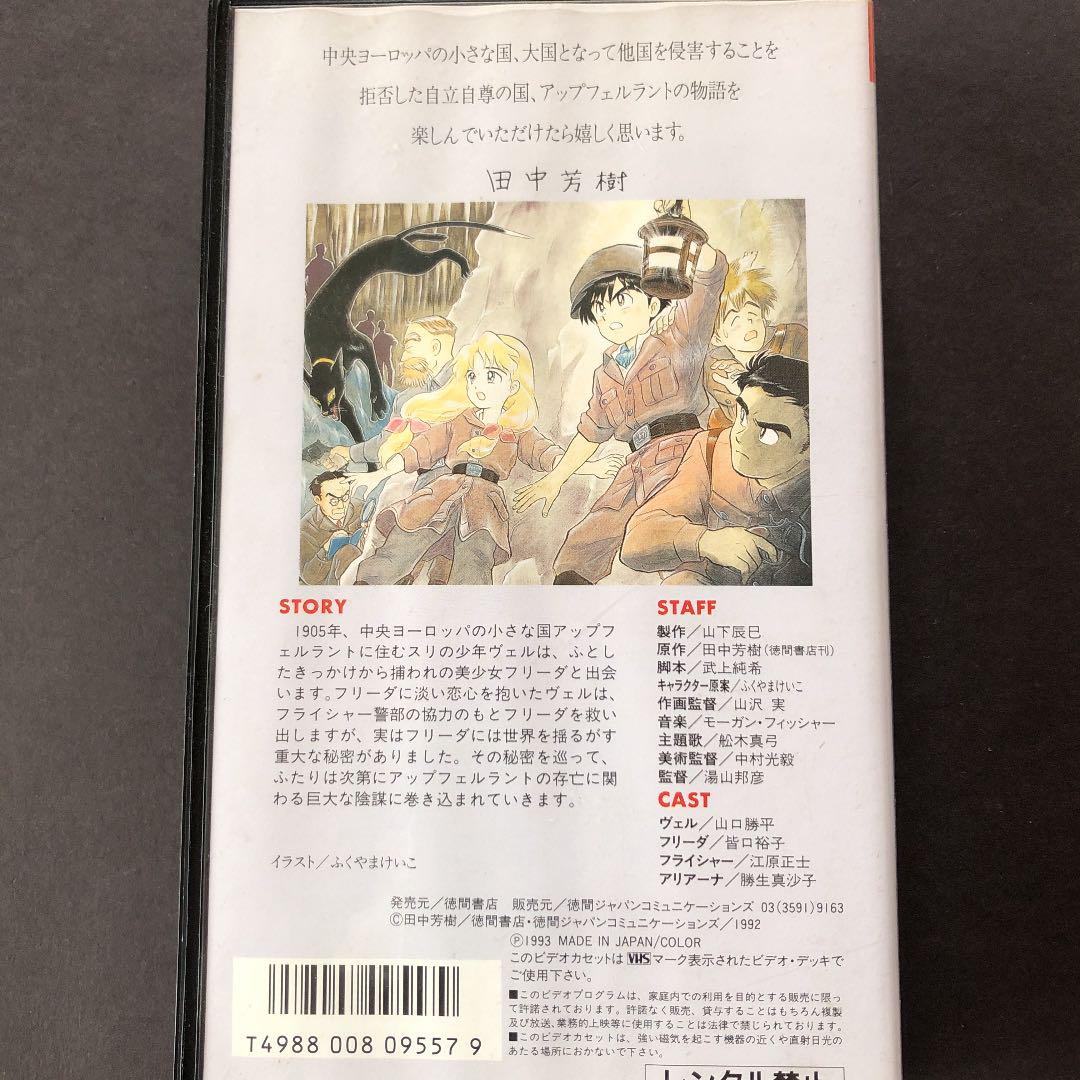 中央ヨーロッパの小さな国、大国となって他国を侵害することを
拒否した自立自尊の国、アップフェルラントの物語を
楽しんでいただけたら嬉しく思います。
田中芳樹
STORY
1905年、中央ヨーロッパの小さな国アップフ
ェルラントに住むスリの少年ヴェルは、ふとし
たきっかけから捕われの美少女フリーダと出会
います。フリーダに淡い恋心を抱いたヴェルは、
フライシャー警部の協力のもとフリーダを救い
出しますが、実はフリーダには世界を揺るがす
重大な秘密がありました。その秘密を巡って、
ふたりは次第にアップフェルラントの存亡に関
わる巨大な陰謀に巻き込まれていきます。
イラスト/ふくやまけいこ
STAFF
製作/山下辰巳
原作/田中芳樹(徳間書店刊)
脚本/武上純希
キャラクター原案/ふくやまけいこ
作画監督/山沢 実
音楽/モーガン・フィッシャー
主題歌/舩木真弓
美術監督/中村光毅
監督/湯山邦彦
CAST
ヴェル/山口勝平
フリーダ/皆口裕子
フライシャー/江原正士
アリアーナ/勝生真沙子
発売元/徳間書店 販売元/徳間ジャパンコミュニケーションズ 03(3591)9163
©田中芳樹/徳間書店・徳間ジャパンコミュニケーションズ/1992
Ⓟ1993 MADE IN JAPAN/COLOR
このビデオカセットはVHSマーク表示されたビデオ・デッキで
ご使用下さい。
■このビデオプログラムは、家庭内での利用を目的とする販売に限っ
て許諾されております。許諾なく販売、貸与することはもちろん複製
及び放送、業務的上映等に使用することは法律で禁じられております。
■このビデオカセットは、強い磁気を起こす機器の近くや直射日光の
あたる場所におかないで下さい。
T4988 008 09557 9
レンタル禁止